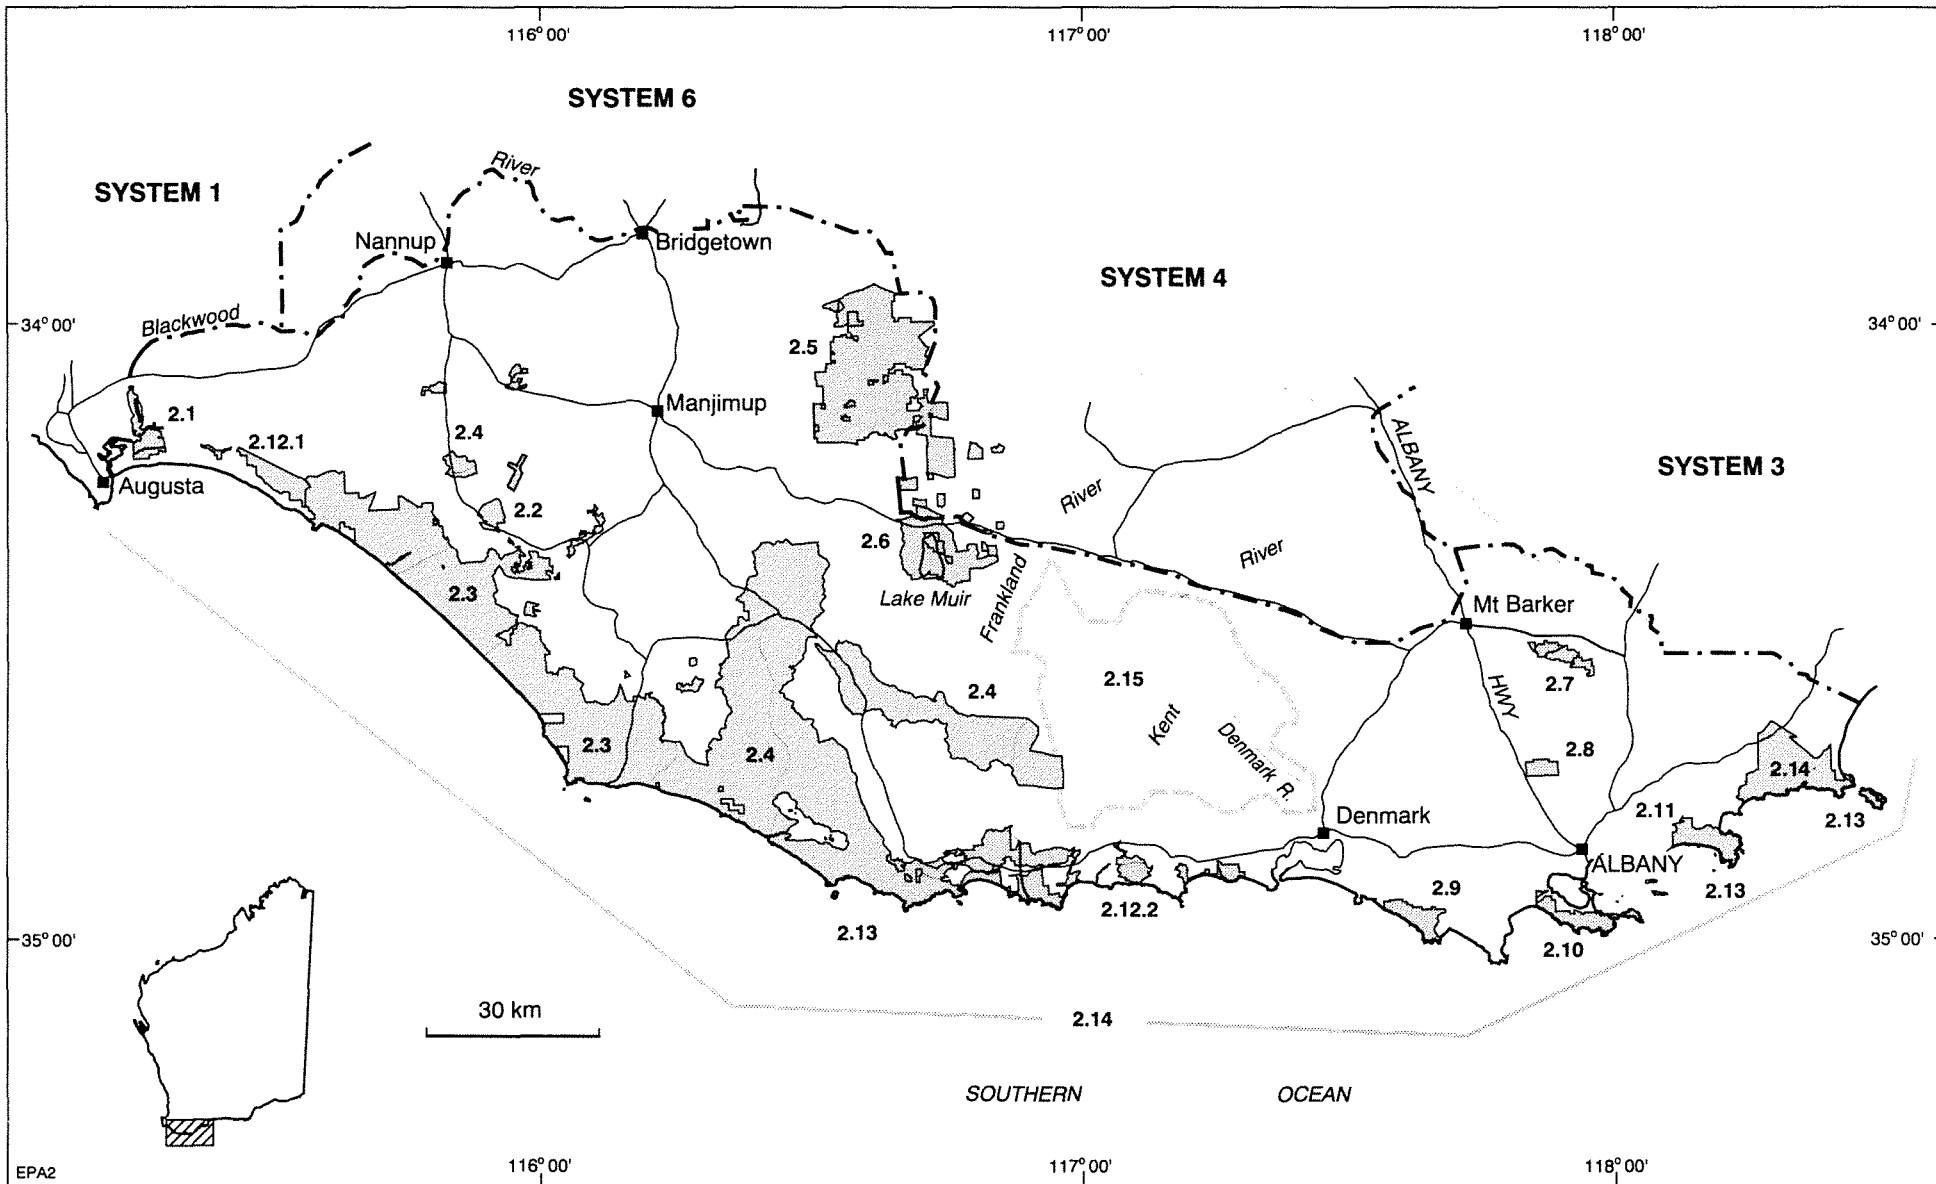 116° 00'
117° 00'
118° 00'
SYSTEM 6
River
SYSTEM 1
Nannup
Bridgetown
SYSTEM 4
Blackwood
34° 00'
34° 00'
2.5
2.1
Manjimup
2.4
2.12.1
ALBANY
SYSTEM 3
Augusta
River
2.2
2.6
River
2.3
Lake Muir
Frankland
Mt Barker
2.15
2.4
2.7
HWY
Kent
Denmark R.
2.3
2.4
2.8
2.14
2.11
2.13
Denmark
ALBANY
2.9
2.13
2.12.2
2.13
2.10
35° 00'
35° 00'
30 km
2.14
SOUTHERN OCEAN
EPA2
116° 00'
117° 00'
118° 00'